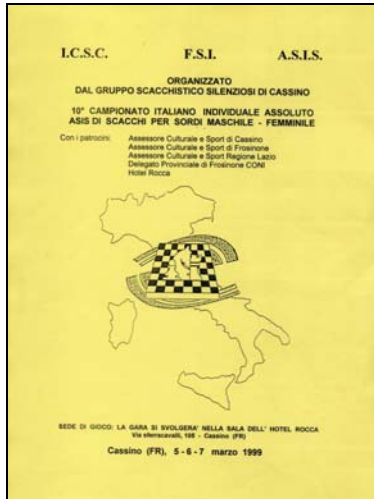 I.C.S.C. F.S.I. A.S.I.S.
ORGANIZZATO
DAL GRUPPO SCACCHISTICO SILENZIOSI DI CASSINO
10° CAMPIONATO ITALIANO INDIVIDUALE ASSOLUTO
ASIS DI SCACCHI PER SORDI MASCHILE - FEMMINILE
Con i patrocini: Assessore Culturale e Sport di Cassino
Assessore Culturale e Sport di Frosinone
Assessore Culturale e Sport Regione Lazio
Delegato Provinciale di Frosinone CONI
Hotel Rocca
SEDE DI GIOCO: LA GARA SI SVOLGERA' NELLA SALA DELL' HOTEL ROCCA
Via sferracavalli, 105 - Cassino (FR)
Cassino (FR), 5 - 6 - 7 marzo 1999